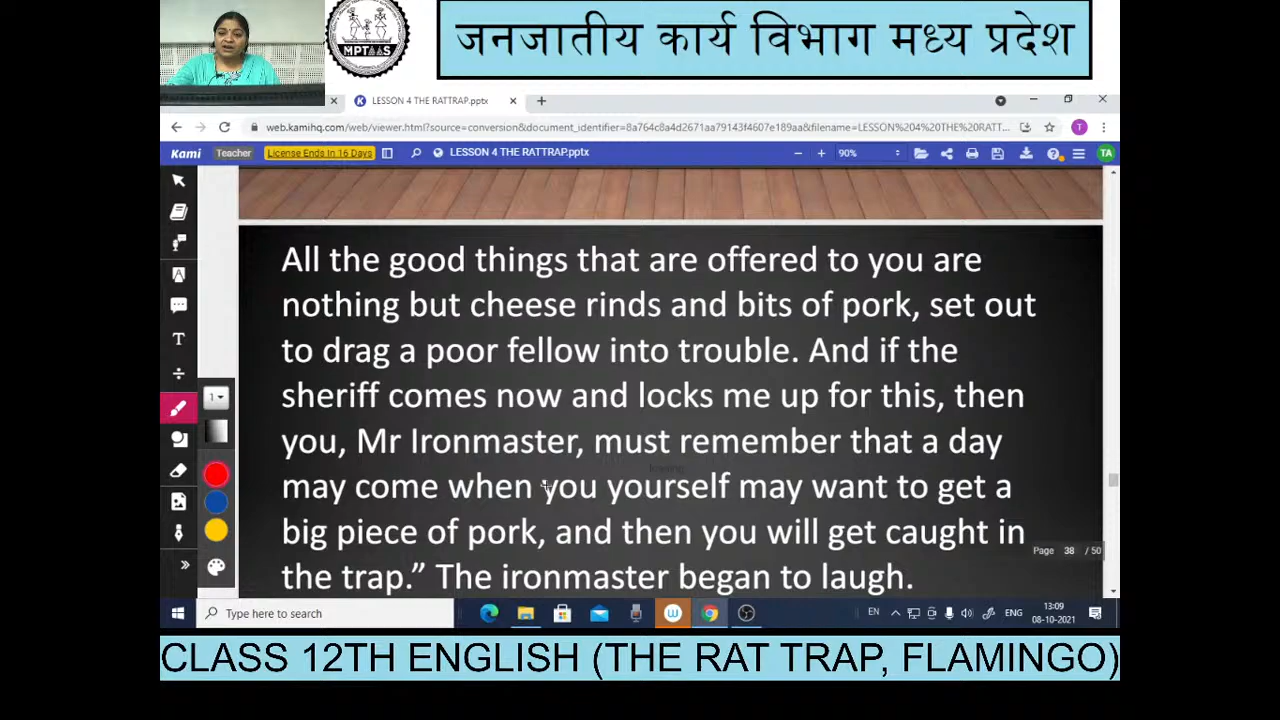 जनजातीय कार्य विभाग मध्य प्रदेश
MPTAAS
LESSON 4 THE RATTRAP.pptx
web.kamihq.com/web/viewer.html?source=conversion&document_identifier=8a764c8a4d2671aa79143f4607e189aa&filename=LESSON%204%20THE%20RATT...
T
Kami Teacher License Ends In 16 Days LESSON 4 THE RATTRAP.pptx 90% TA
All the good things that are offered to you are
nothing but cheese rinds and bits of pork, set out
to drag a poor fellow into trouble. And if the
sheriff comes now and locks me up for this, then
you, Mr Ironmaster, must remember that a day
may come when you yourself may want to get a
big piece of pork, and then you will get caught in
the trap.” The ironmaster began to laugh.
1
Page 38 / 50
Type here to search
EN ENG 13:09
08-10-2021
CLASS 12TH ENGLISH (THE RAT TRAP, FLAMINGO)